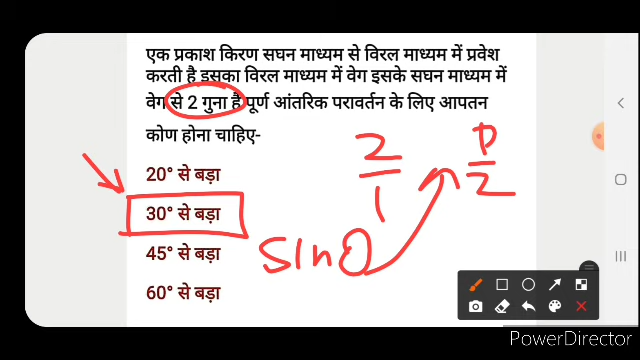 एक प्रकाश किरण सघन माध्यम से विरल माध्यम में प्रवेश
करती है इसका विरल माध्यम में वेग इसके सघन माध्यम में
वेग से 2 गुना है पूर्ण आंतरिक परावर्तन के लिए आपतन
कोण होना चाहिए-
20° से बड़ा
30° से बड़ा
45° से बड़ा
60° से बड़ा
2
1
2
sinθ
PowerDirector